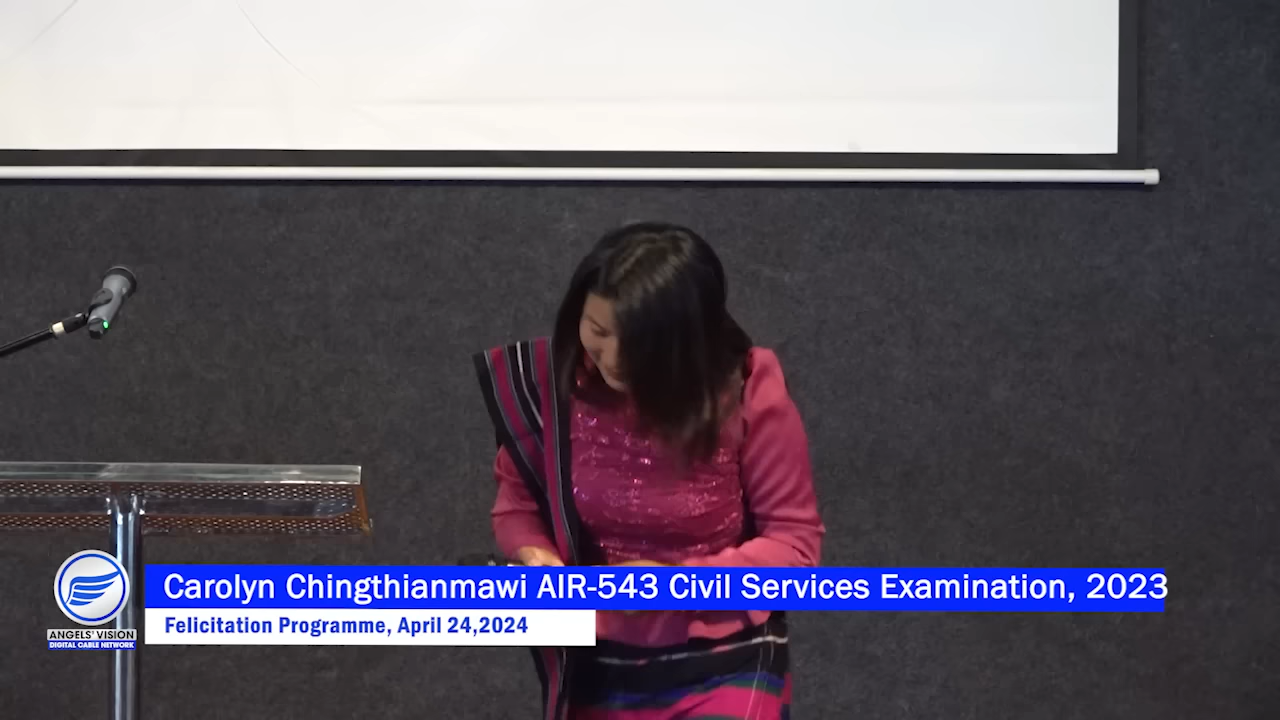 Carolyn Chingthianmawi AIR-543 Civil Services Examination, 2023
Felicitation Programme, April 24,2024
ANGELS' VISION
DIGITAL CABLE NETWORK